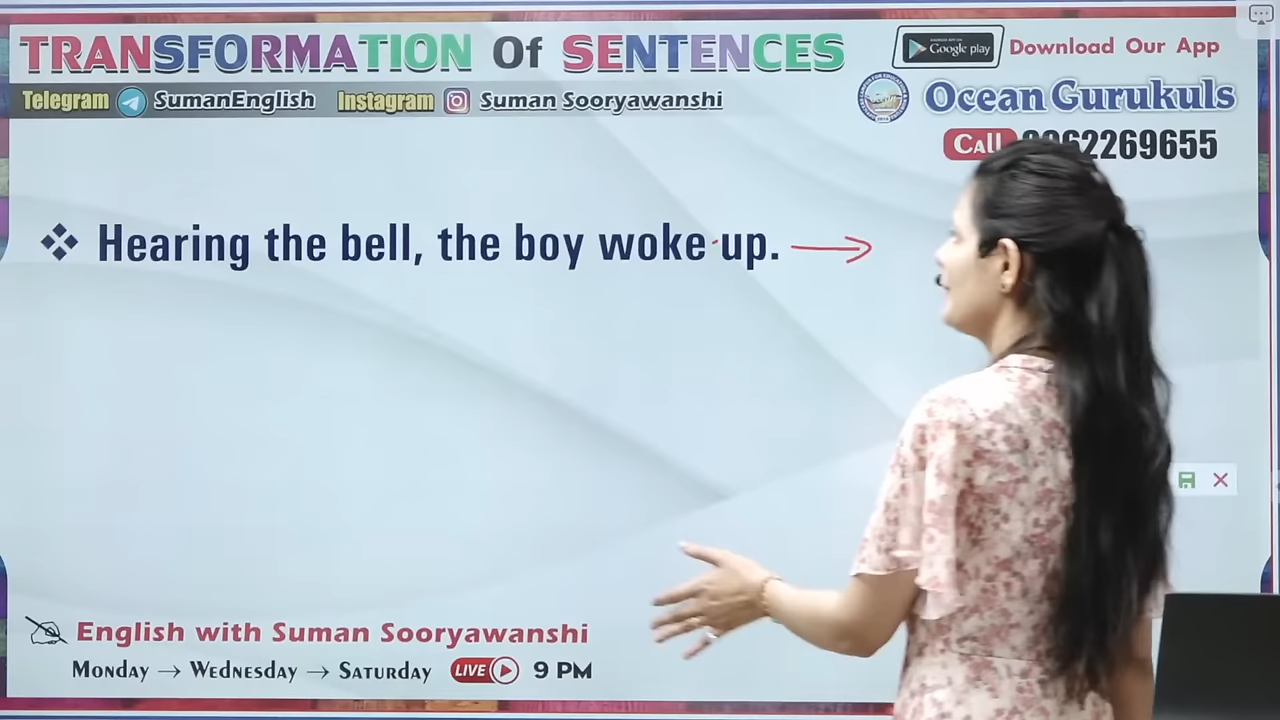 TRANSFORMATION Of SENTENCES
Google play Download Our App
Telegram SumanEnglish Instagram Suman Sooryawanshi
Ocean Gurukuls
Call 62269655
❖ Hearing the bell, the boy woke up. →
English with Suman Sooryawanshi
Monday → Wednesday → Saturday LIVE 9 PM